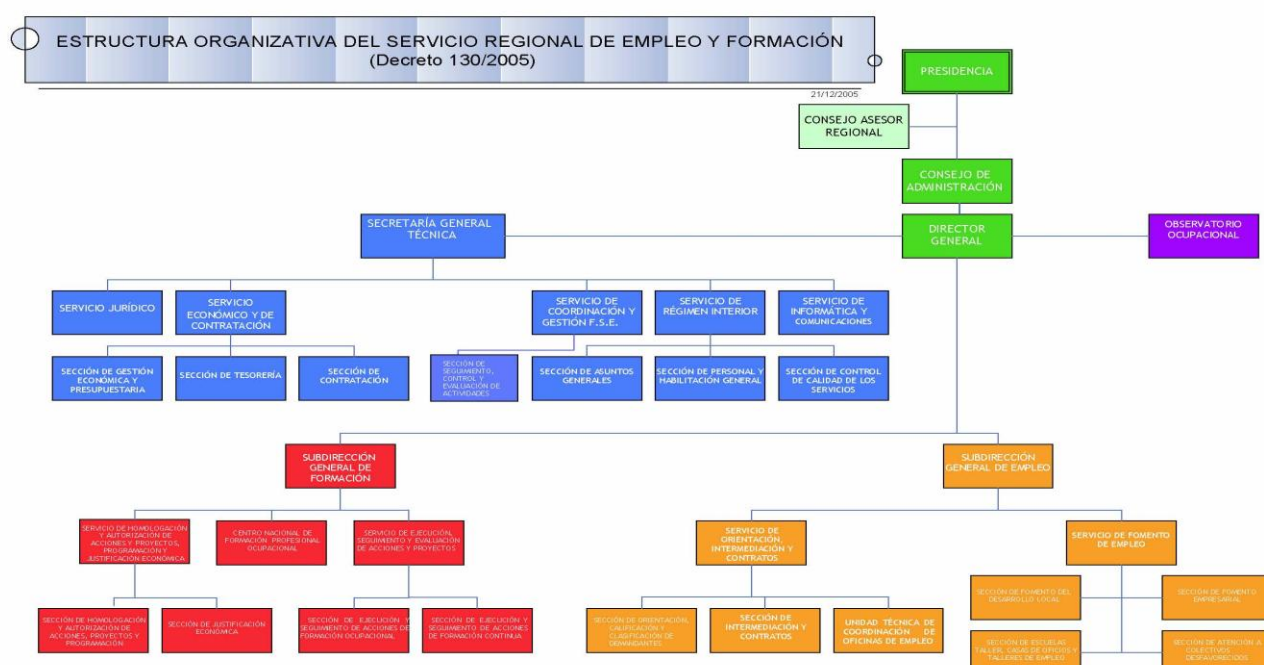 ESTRUCTURA ORGANIZATIVA DEL SERVICIO REGIONAL DE EMPLEO Y FORMACIÓN
(Decreto 130/2005)
21/12/2005
PRESIDENCIA
CONSEJO ASESOR
REGIONAL
CONSEJO DE
ADMINISTRACIÓN
SECRETARÍA GENERAL
TÉCNICA
DIRECTOR
GENERAL
OBSERVATORIO
OCUPACIONAL
SERVICIO JURÍDICO
SERVICIO
ECONÓMICO Y DE
CONTRATACIÓN
SERVICIO DE
COORDINACIÓN Y
GESTIÓN F.S.E.
SERVICIO DE
RÉGIMEN INTERIOR
SERVICIO DE
INFORMÁTICA Y
COMUNICACIONES
SECCIÓN DE GESTIÓN
ECONÓMICA Y
PRESUPUESTARIA
SECCIÓN DE TESORERÍA
SECCIÓN DE
CONTRATACIÓN
SECCIÓN DE
SEGUIMIENTO,
CONTROL Y
EVALUACIÓN DE
ACTIVIDADES
SECCIÓN DE ASUNTOS
GENERALES
SECCIÓN DE PERSONAL Y
HABILITACIÓN GENERAL
SECCIÓN DE CONTROL
DE CALIDAD DE LOS
SERVICIOS
SUBDIRECCIÓN
GENERAL DE
FORMACIÓN
SUBDIRECCIÓN
GENERAL DE EMPLEO
SERVICIO DE HOMOLOGACIÓN
Y AUTORIZACIÓN DE
ACCIONES Y PROYECTOS,
PROGRAMACIÓN Y
JUSTIFICACIÓN ECONÓMICA
CENTRO NACIONAL DE
FORMACIÓN PROFESIONAL
OCUPACIONAL
SERVICIO DE EJECUCIÓN,
SEGUIMIENTO Y EVALUACIÓN
DE ACCIONES Y PROYECTOS
SERVICIO DE
ORIENTACIÓN,
INTERMEDIACIÓN Y
CONTRATOS
SERVICIO DE FOMENTO
DE EMPLEO
SECCIÓN DE HOMOLOGACIÓN
Y AUTORIZACIÓN DE
ACCIONES, PROYECTOS Y
PROGRAMACIÓN
SECCIÓN DE JUSTIFICACIÓN
ECONÓMICA
SECCIÓN DE EJECUCIÓN Y
SEGUIMIENTO DE ACCIONES DE
FORMACIÓN OCUPACIONAL
SECCIÓN DE EJECUCIÓN Y
SEGUIMIENTO DE ACCIONES
DE FORMACIÓN CONTINUA
SECCIÓN DE ORIENTACIÓN,
CALIFICACIÓN Y
CLASIFICACIÓN DE
DEMANDANTES
SECCIÓN DE
INTERMEDIACIÓN Y
CONTRATOS
UNIDAD TÉCNICA DE
COORDINACIÓN DE
OFICINAS DE EMPLEO
SECCIÓN DE FOMENTO DEL
DESARROLLO LOCAL
SECCIÓN DE FOMENTO
EMPRESARIAL
SECCIÓN DE ESCUELAS
TALLER, CASAS DE OFICIOS Y
TALLERES DE EMPLEO
SECCIÓN DE ATENCIÓN A
COLECTIVOS
DESFAVORECIDOS